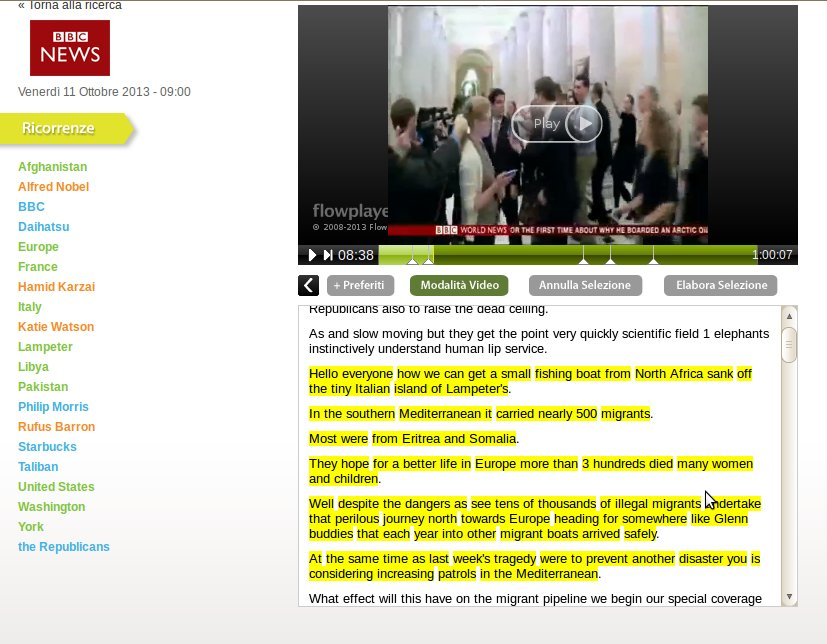 « Torna alla ricerca
BBC
NEWS
Venerdì 11 Ottobre 2013 - 09:00
Ricorrenze
Afghanistan
Alfred Nobel
BBC
Daihatsu
Europe
France
Hamid Karzai
Italy
Katie Watson
Lampeter
Libya
Pakistan
Philip Morris
Rufus Barron
Starbucks
Taliban
United States
Washington
York
the Republicans
Play
flowplaye
© 2008-2013 Flow
BBC WORLD NEWS OR THE FIRST TIME ABOUT WHY HE BOARDED AN ARCTIC OIL
08:38
1:00:07
+ Preferiti
Modalità Video
Annulla Selezione
Elabora Selezione
Republicans also to raise the dead ceiling.
As and slow moving but they get the point very quickly scientific field 1 elephants
instinctively understand human lip service.
Hello everyone how we can get a small fishing boat from North Africa sank off
the tiny Italian island of Lampeter's.
In the southern Mediterranean it carried nearly 500 migrants.
Most were from Eritrea and Somalia.
They hope for a better life in Europe more than 3 hundreds died many women
and children.
Well despite the dangers as see tens of thousands of illegal migrants undertake
that perilous journey north towards Europe heading for somewhere like Glenn
buddies that each year into other migrant boats arrived safely.
At the same time as last week's tragedy were to prevent another disaster you is
considering increasing patrols in the Mediterranean.
What effect will this have on the migrant pipeline we begin our special coverage